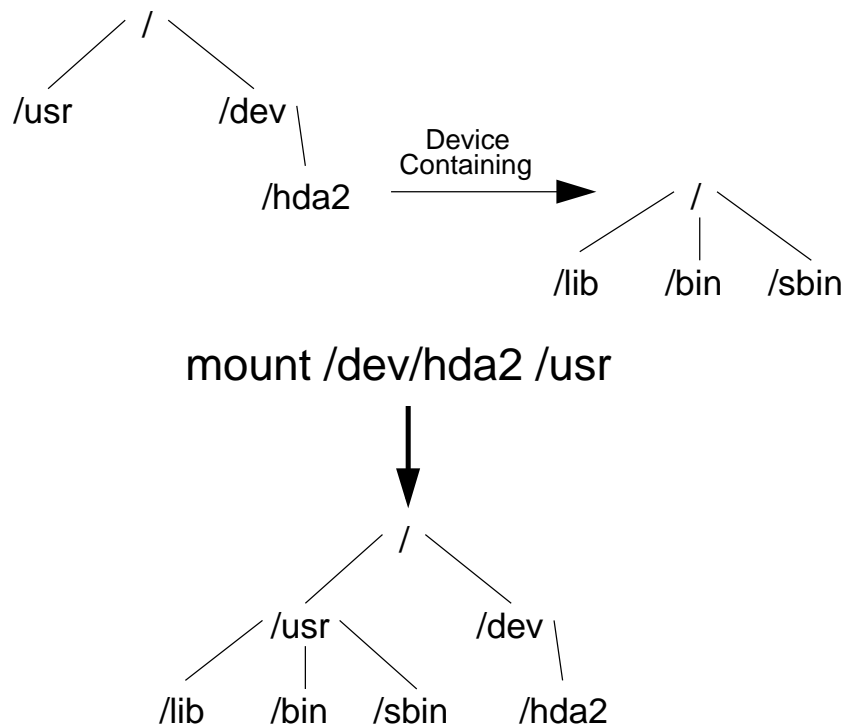 /
/usr /dev
Device
Containing
/hda2 /
/lib /bin /sbin
mount /dev/hda2 /usr
/
/usr /dev
/lib /bin /sbin /hda2